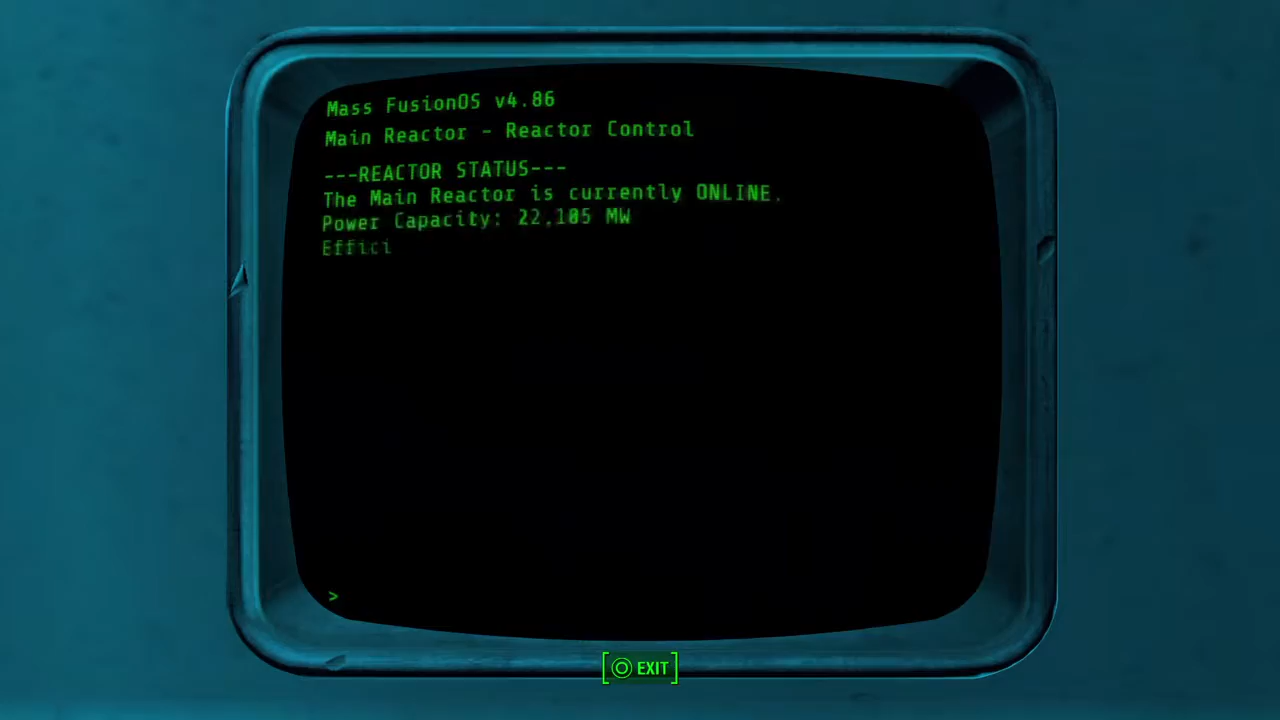 Mass FusionOS v4.86
Main Reactor - Reactor Control
---REACTOR STATUS---
The Main Reactor is currently ONLINE.
Power Capacity: 22,105 MW
Effici
>
EXIT